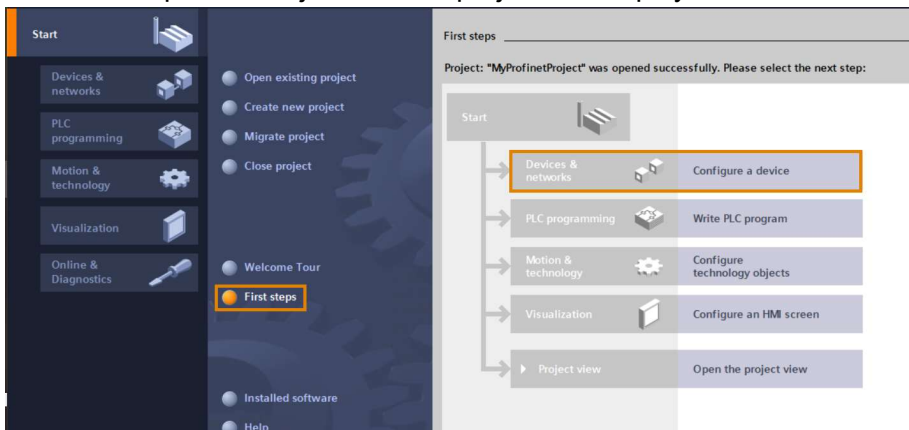 Start
Devices &
networks
PLC
programming
Motion &
technology
Visualization
Online &
Diagnostics
Open existing project
Create new project
Migrate project
Close project
Welcome Tour
First steps
Installed software
Help
First steps
Project: "MyProfinetProject" was opened successfully. Please select the next step:
Start
Devices &
networks
Configure a device
PLC programming
Write PLC program
Motion &
technology
Configure
technology objects
Visualization
Configure an HMI screen
Project view
Open the project view